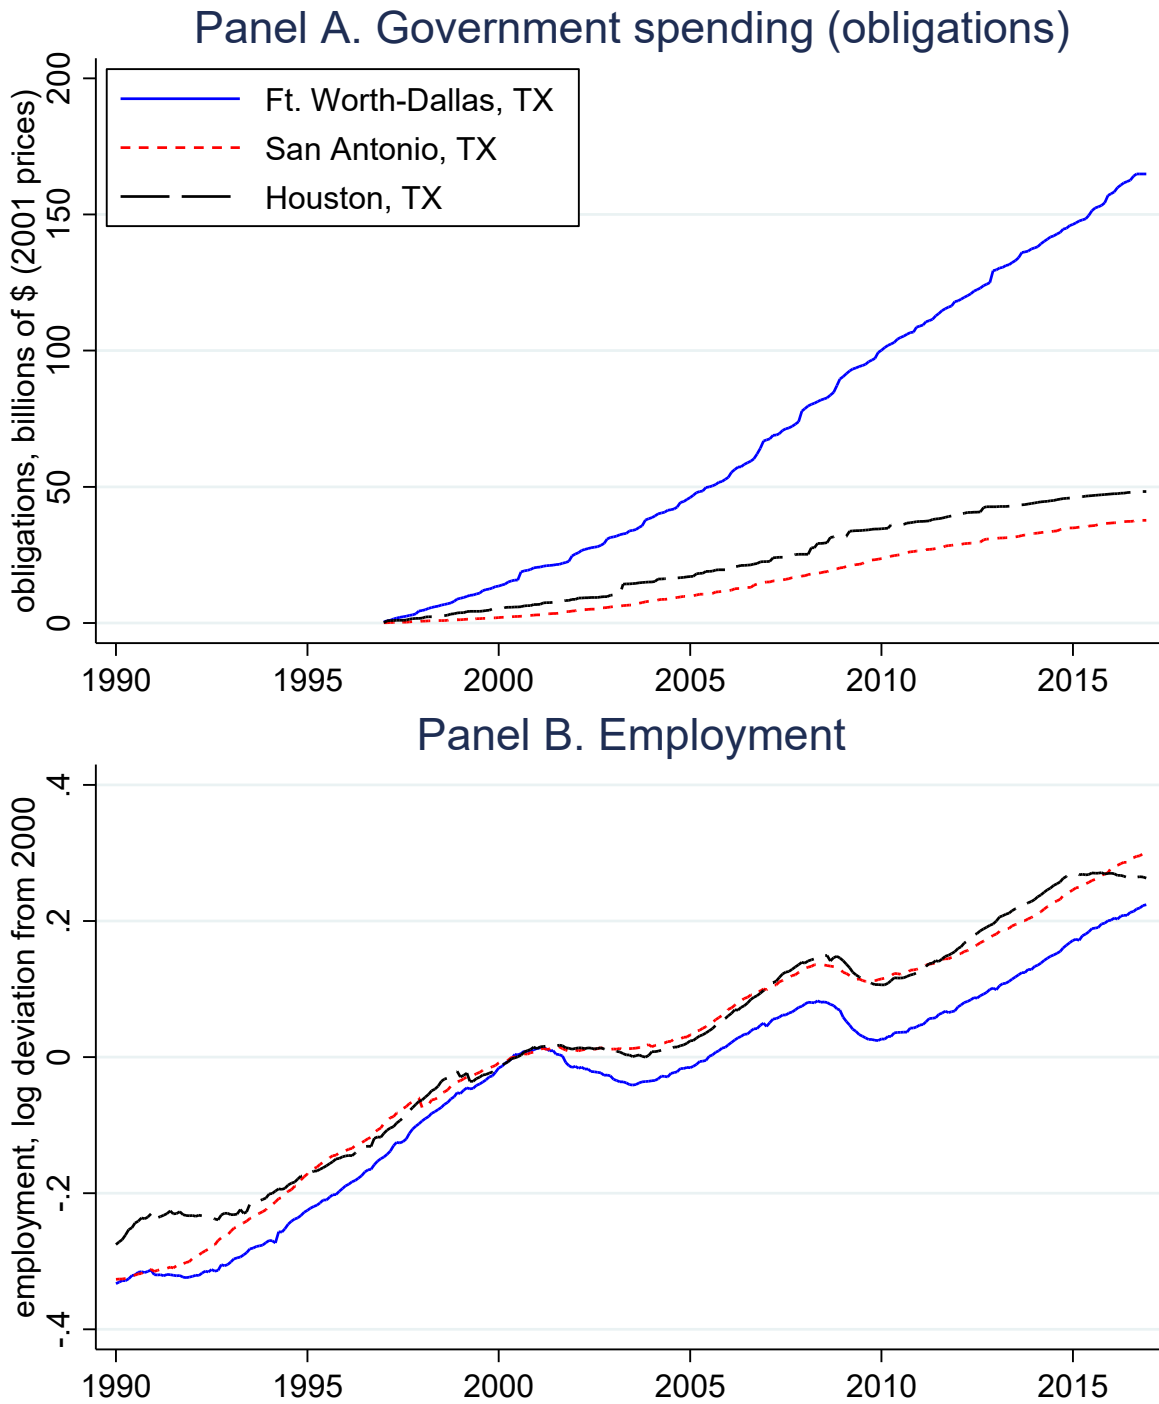 Panel A. Government spending (obligations)
obligations, billions of $ (2001 prices)
200
150
100
50
0
Ft. Worth-Dallas, TX
San Antonio, TX
Houston, TX
1990 1995 2000 2005 2010 2015
Panel B. Employment
employment, log deviation from 2000
.4
.2
0
-.2
-.4
1990 1995 2000 2005 2010 2015